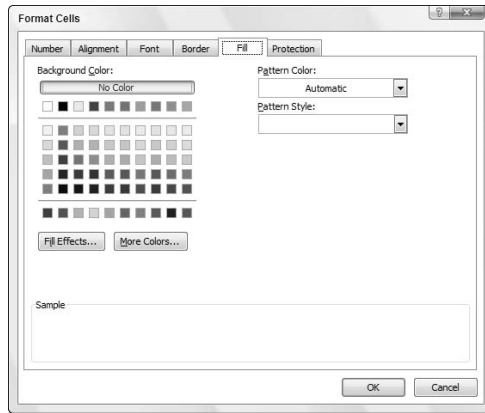 Format Cells
Number Alignment Font Border Fill Protection
Background Color:
No Color
Pattern Color:
Automatic
Pattern Style:
Fill Effects... More Colors...
Sample
OK Cancel